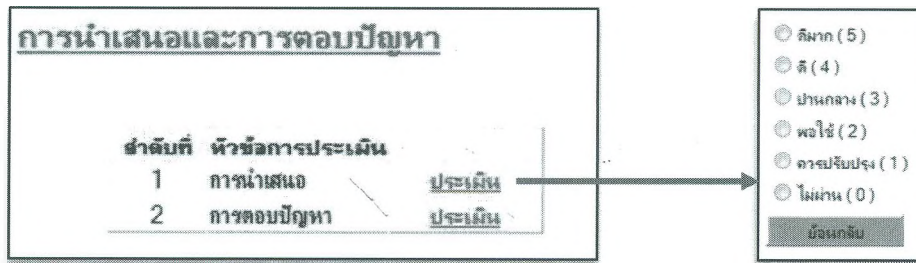 การนำเสนอและการตอบปัญหา
ลำดับที่ หัวข้อการประเมิน
1 การนำเสนอ ประเมิน
2 การตอบปัญหา ประเมิน
ดีมาก ( 5 )
ดี ( 4 )
ปานกลาง ( 3 )
พอใช้ ( 2 )
ควรปรับปรุง ( 1 )
ไม่ผ่าน ( 0 )
ย้อนกลับ